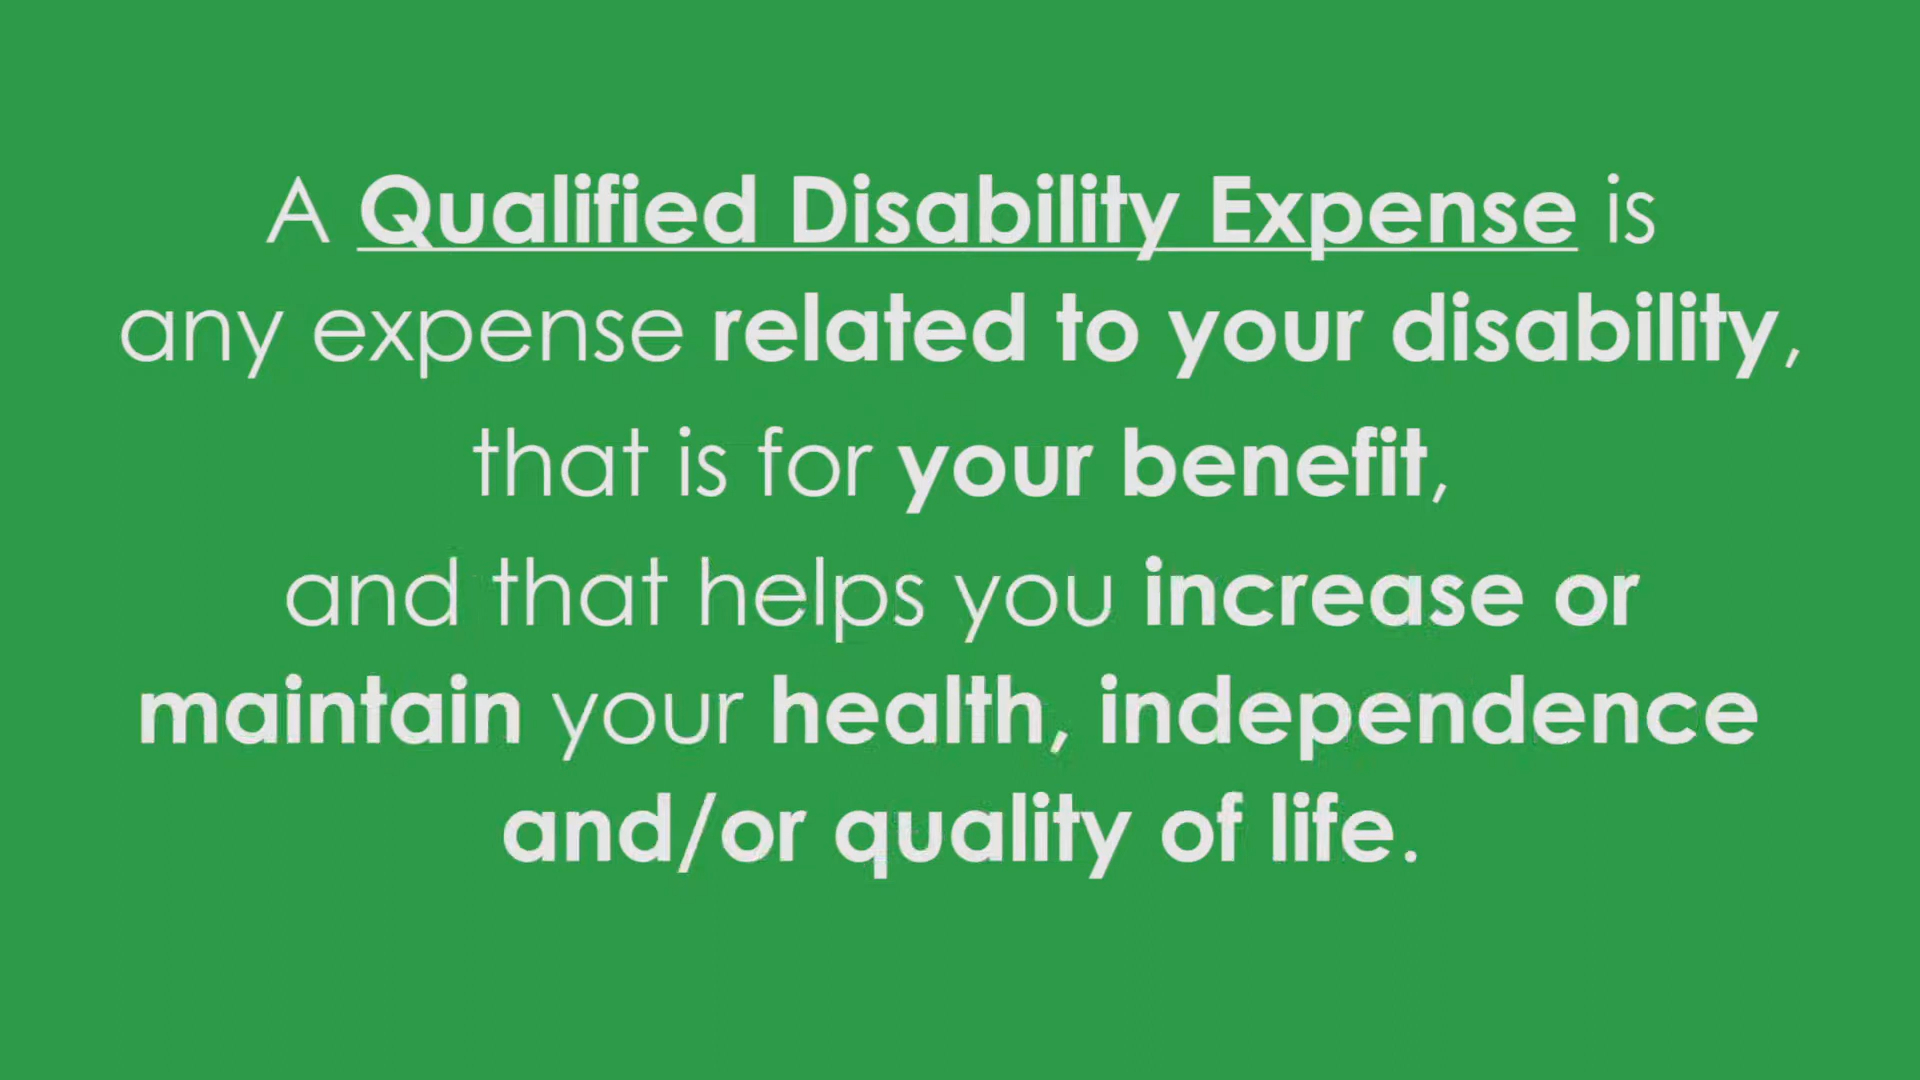 A Qualified Disability Expense is
any expense related to your disability,
that is for your benefit,
and that helps you increase or
maintain your health, independence
and/or quality of life.